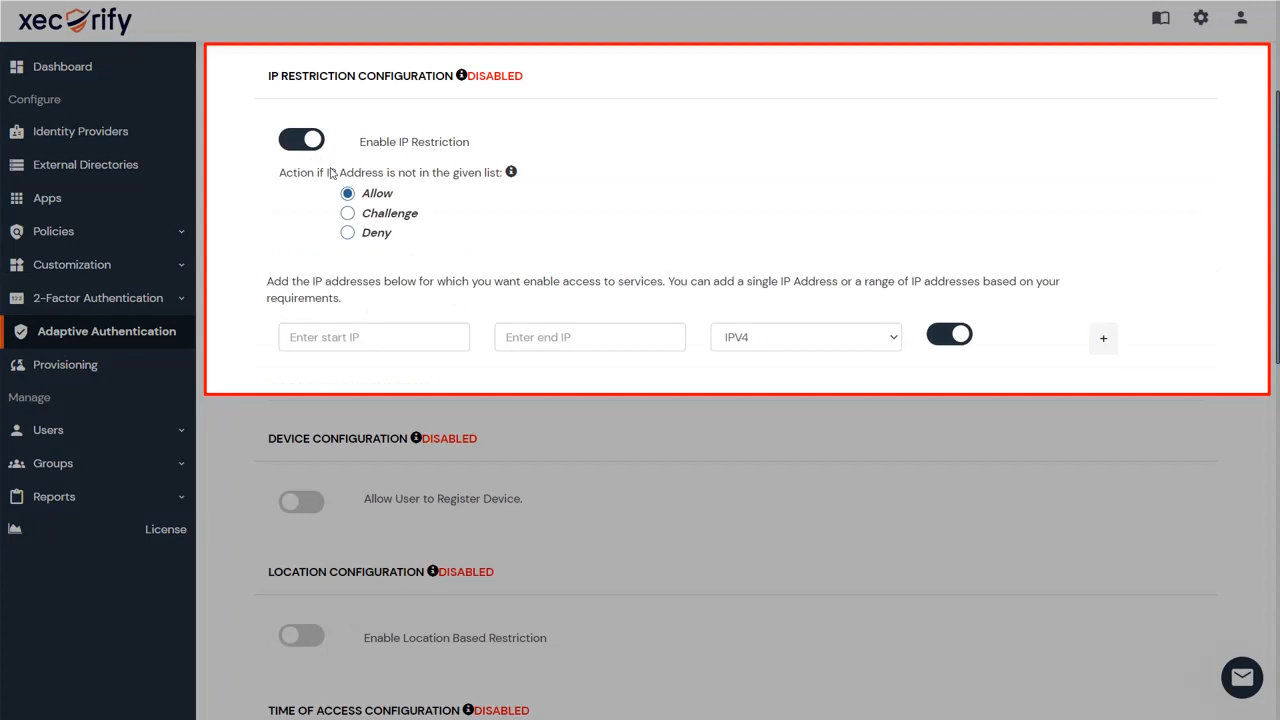 xecurify
Dashboard
Configure
Identity Providers
External Directories
Apps
Policies
Customization
2-Factor Authentication
Adaptive Authentication
Provisioning
Manage
Users
Groups
Reports
License
IP RESTRICTION CONFIGURATION DISABLED
Enable IP Restriction
Action if IP Address is not in the given list:
Allow
Challenge
Deny
Add the IP addresses below for which you want enable access to services. You can add a single IP Address or a range of IP addresses based on your
requirements.
Enter start IP Enter end IP IPV4 +
DEVICE CONFIGURATION DISABLED
Allow User to Register Device.
LOCATION CONFIGURATION DISABLED
Enable Location Based Restriction
TIME OF ACCESS CONFIGURATION DISABLED